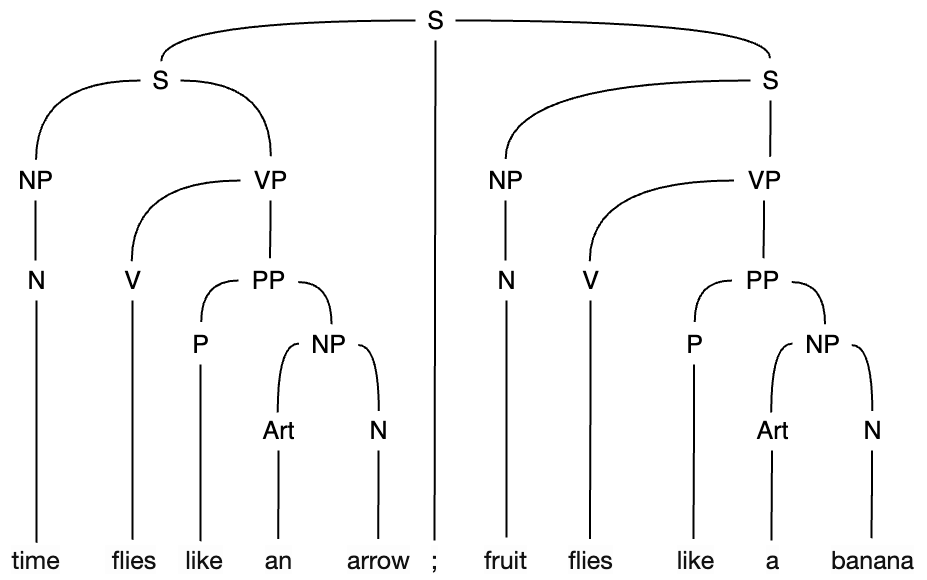 S
S S
NP VP NP VP
N V PP N V PP
P NP P NP
Art N Art N
time flies like an arrow ; fruit flies like a banana